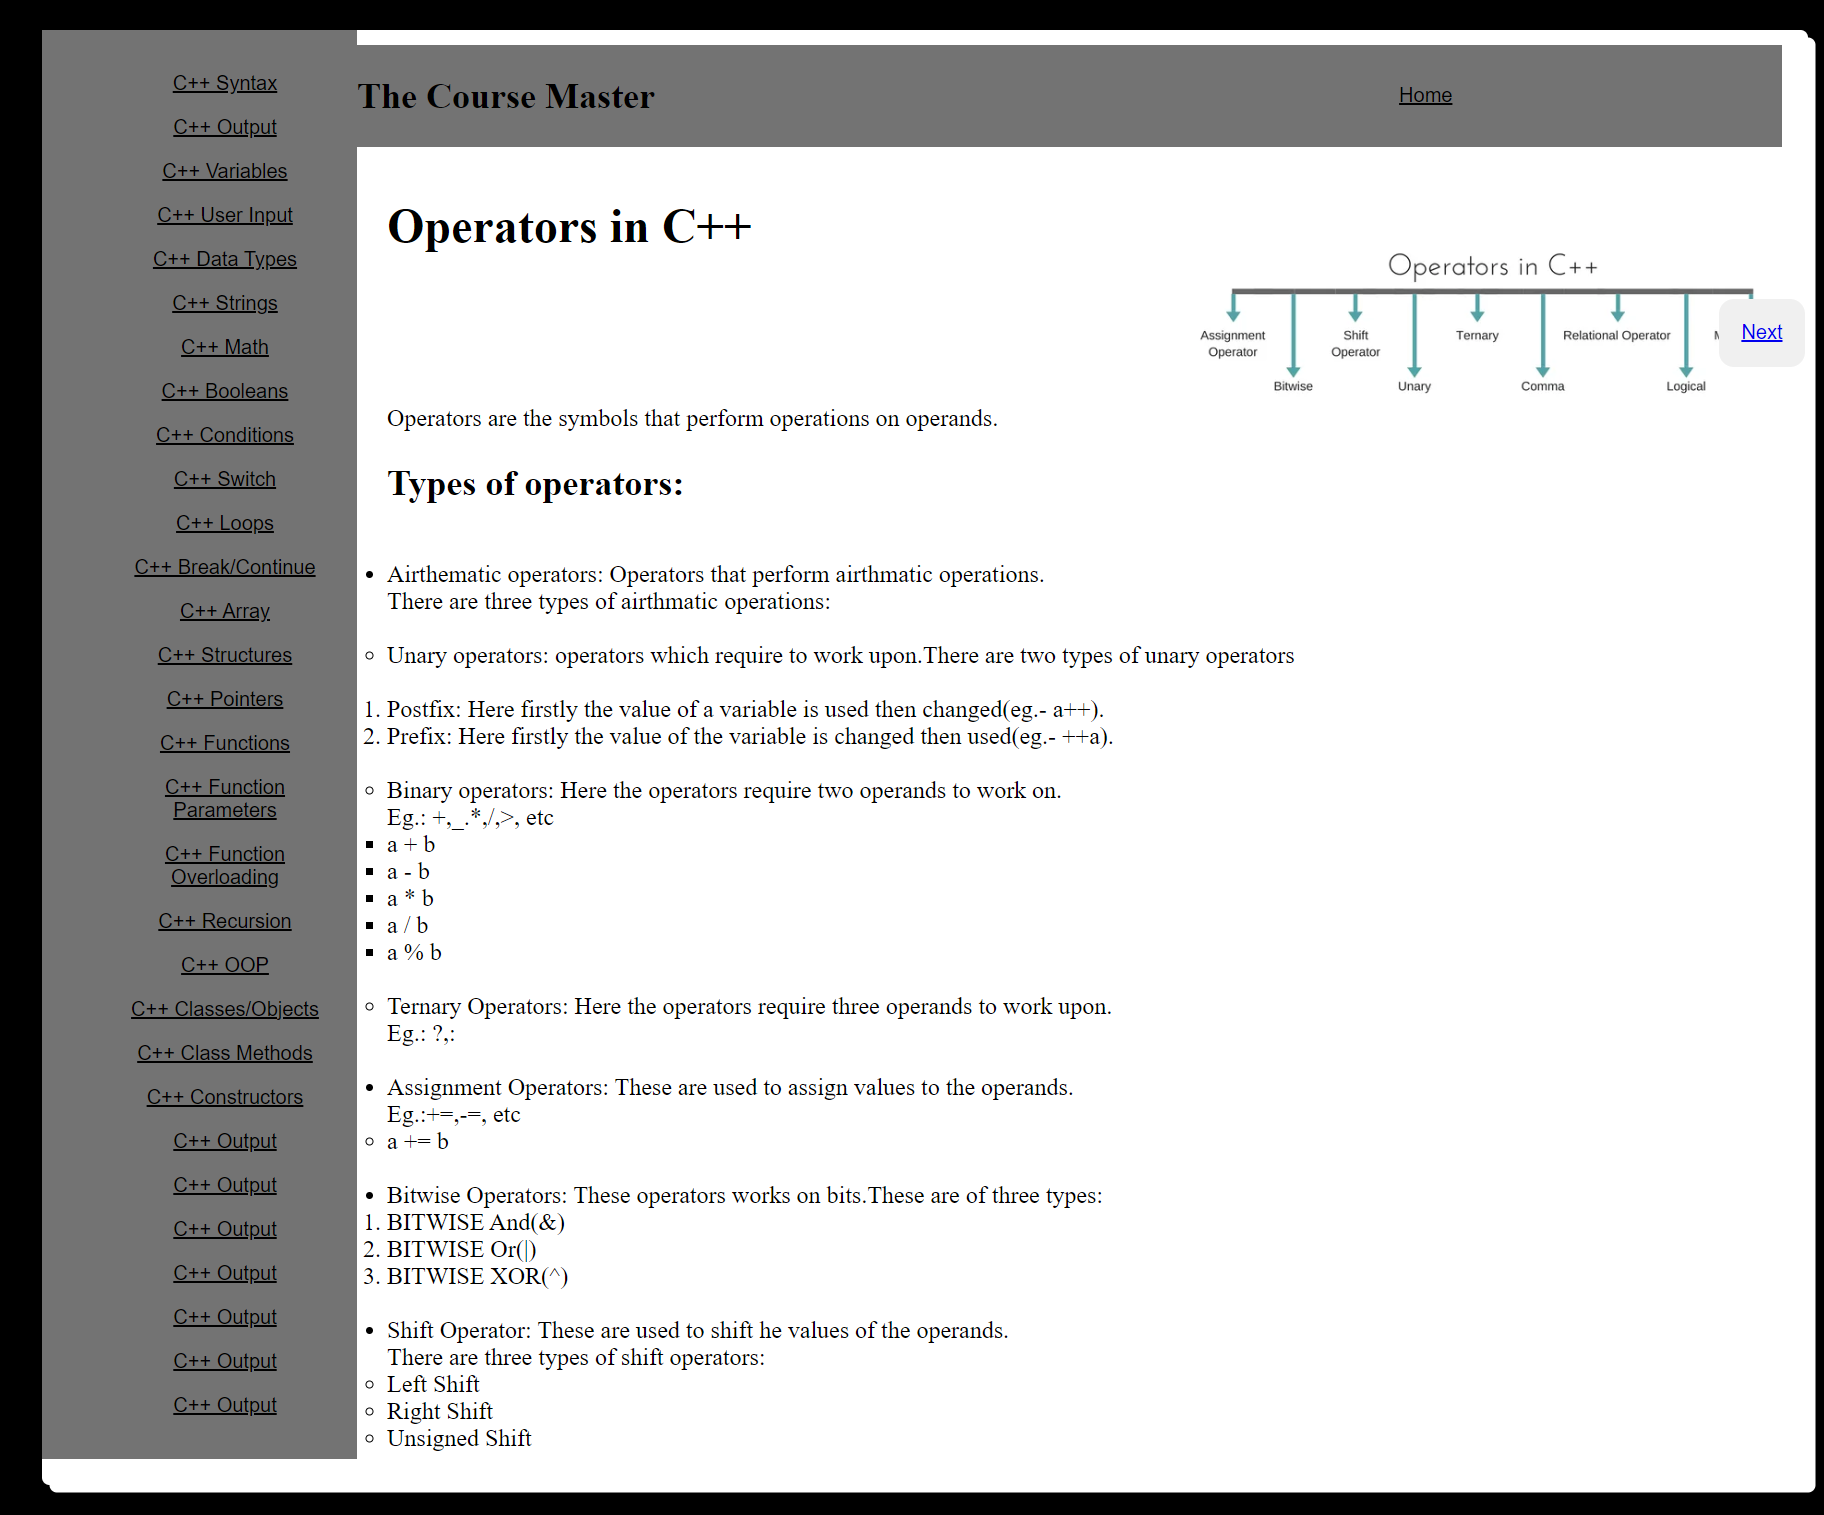 C++ Syntax
C++ Output
C++ Variables
C++ User Input
C++ Data Types
C++ Strings
C++ Math
C++ Booleans
C++ Conditions
C++ Switch
C++ Loops
C++ Break/Continue
C++ Array
C++ Structures
C++ Pointers
C++ Functions
C++ Function
Parameters
C++ Function
Overloading
C++ Recursion
C++ OOP
C++ Classes/Objects
C++ Class Methods
C++ Constructors
C++ Output
C++ Output
C++ Output
C++ Output
C++ Output
C++ Output
C++ Output
The Course Master
Home
Operators in C++
Operators in C++
Assignment
Operator
Shift
Operator
Ternary
Relational Operator
Next
Bitwise
Unary
Comma
Logical
Operators are the symbols that perform operations on operands.
Types of operators:
• Airthematic operators: Operators that perform airthmatic operations.
There are three types of airthmatic operations:
◦ Unary operators: operators which require to work upon.There are two types of unary operators
1. Postfix: Here firstly the value of a variable is used then changed(eg.- a++).
2. Prefix: Here firstly the value of the variable is changed then used(eg.- ++a).
◦ Binary operators: Here the operators require two operands to work on.
Eg.: +,_.*,/,>, etc
▪ a + b
▪ a - b
▪ a * b
▪ a / b
▪ a % b
◦ Ternary Operators: Here the operators require three operands to work upon.
Eg.: ?,:
• Assignment Operators: These are used to assign values to the operands.
Eg.:+=,-=, etc
◦ a += b
• Bitwise Operators: These operators works on bits.These are of three types:
1. BITWISE And(&)
2. BITWISE Or(|)
3. BITWISE XOR(^)
• Shift Operator: These are used to shift he values of the operands.
There are three types of shift operators:
◦ Left Shift
◦ Right Shift
◦ Unsigned Shift